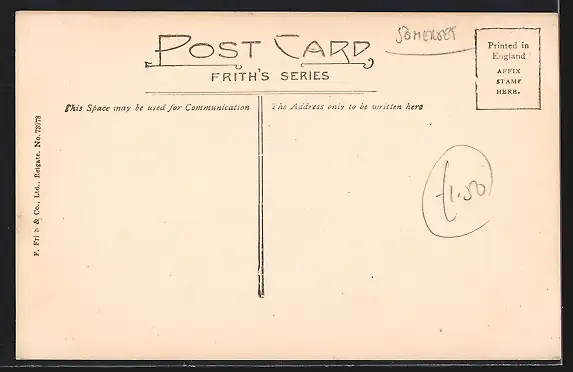 POST CARD
FRITH'S SERIES
SOMERSET
Printed in
England
AFFIX
STAMP
HERE.
This Space may be used for Communication
The Address only to be written here
F. Frith & Co., Ltd., Reigate. No. 73978
£1.50